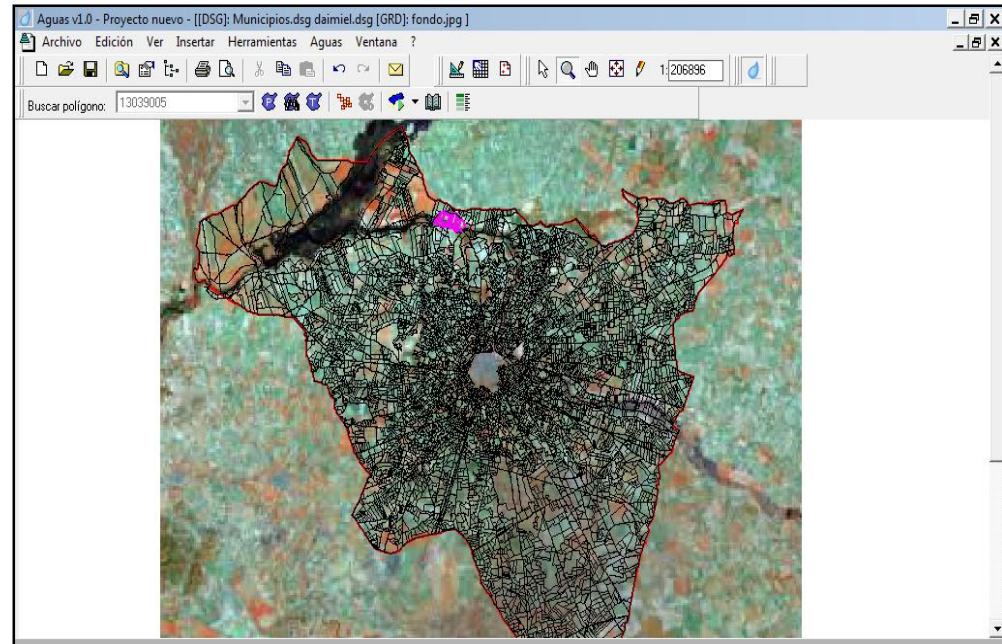 Aguas v1.0 - Proyecto nuevo - [[DSG]: Municipios.dsg daimiel.dsg [GRD]: fondo.jpg ]
Archivo Edición Ver Insertar Herramientas Aguas Ventana ?
1: 206896
Buscar polígono: 13039005